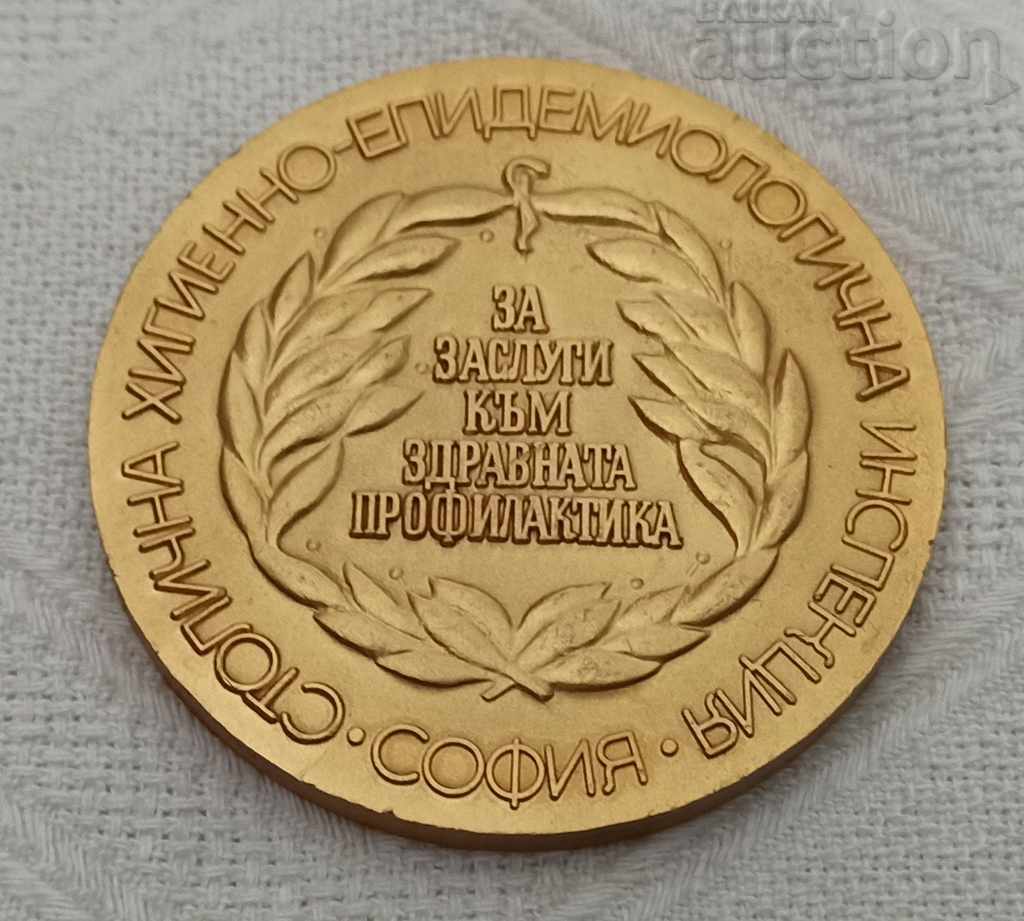 СТОЛИЧНА ХИГИЕННО-ЕПИДЕМИОЛОГИЧНА ИНСПЕКЦИЯ
· СОФИЯ ·
ЗА
ЗАСЛУГИ
КЪМ
ЗДРАВНАТА
ПРОФИЛАКТИКА
BALKAN
auction